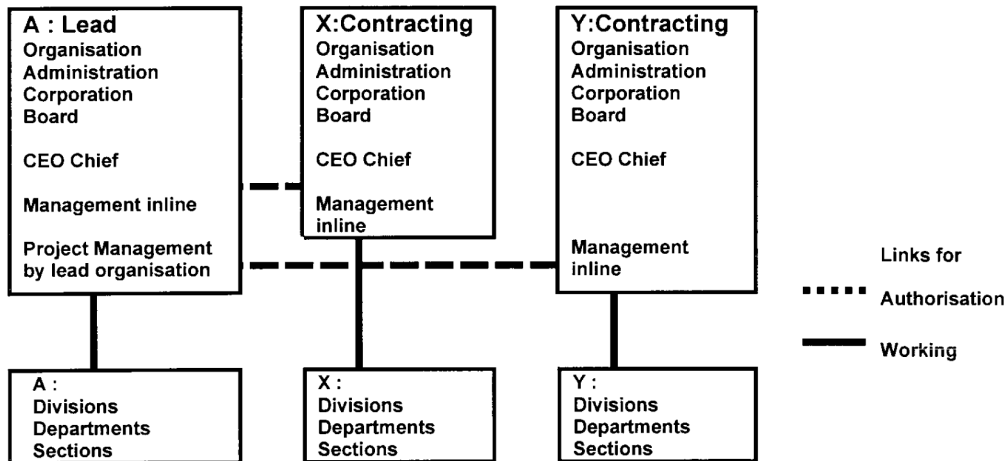 A : Lead
Organisation
Administration
Corporation
Board
CEO Chief
Management inline
Project Management
by lead organisation
X:Contracting
Organisation
Administration
Corporation
Board
CEO Chief
Management
inline
Y:Contracting
Organisation
Administration
Corporation
Board
CEO Chief
Management
inline
Links for
Authorisation
Working
A :
Divisions
Departments
Sections
X :
Divisions
Departments
Sections
Y :
Divisions
Departments
Sections